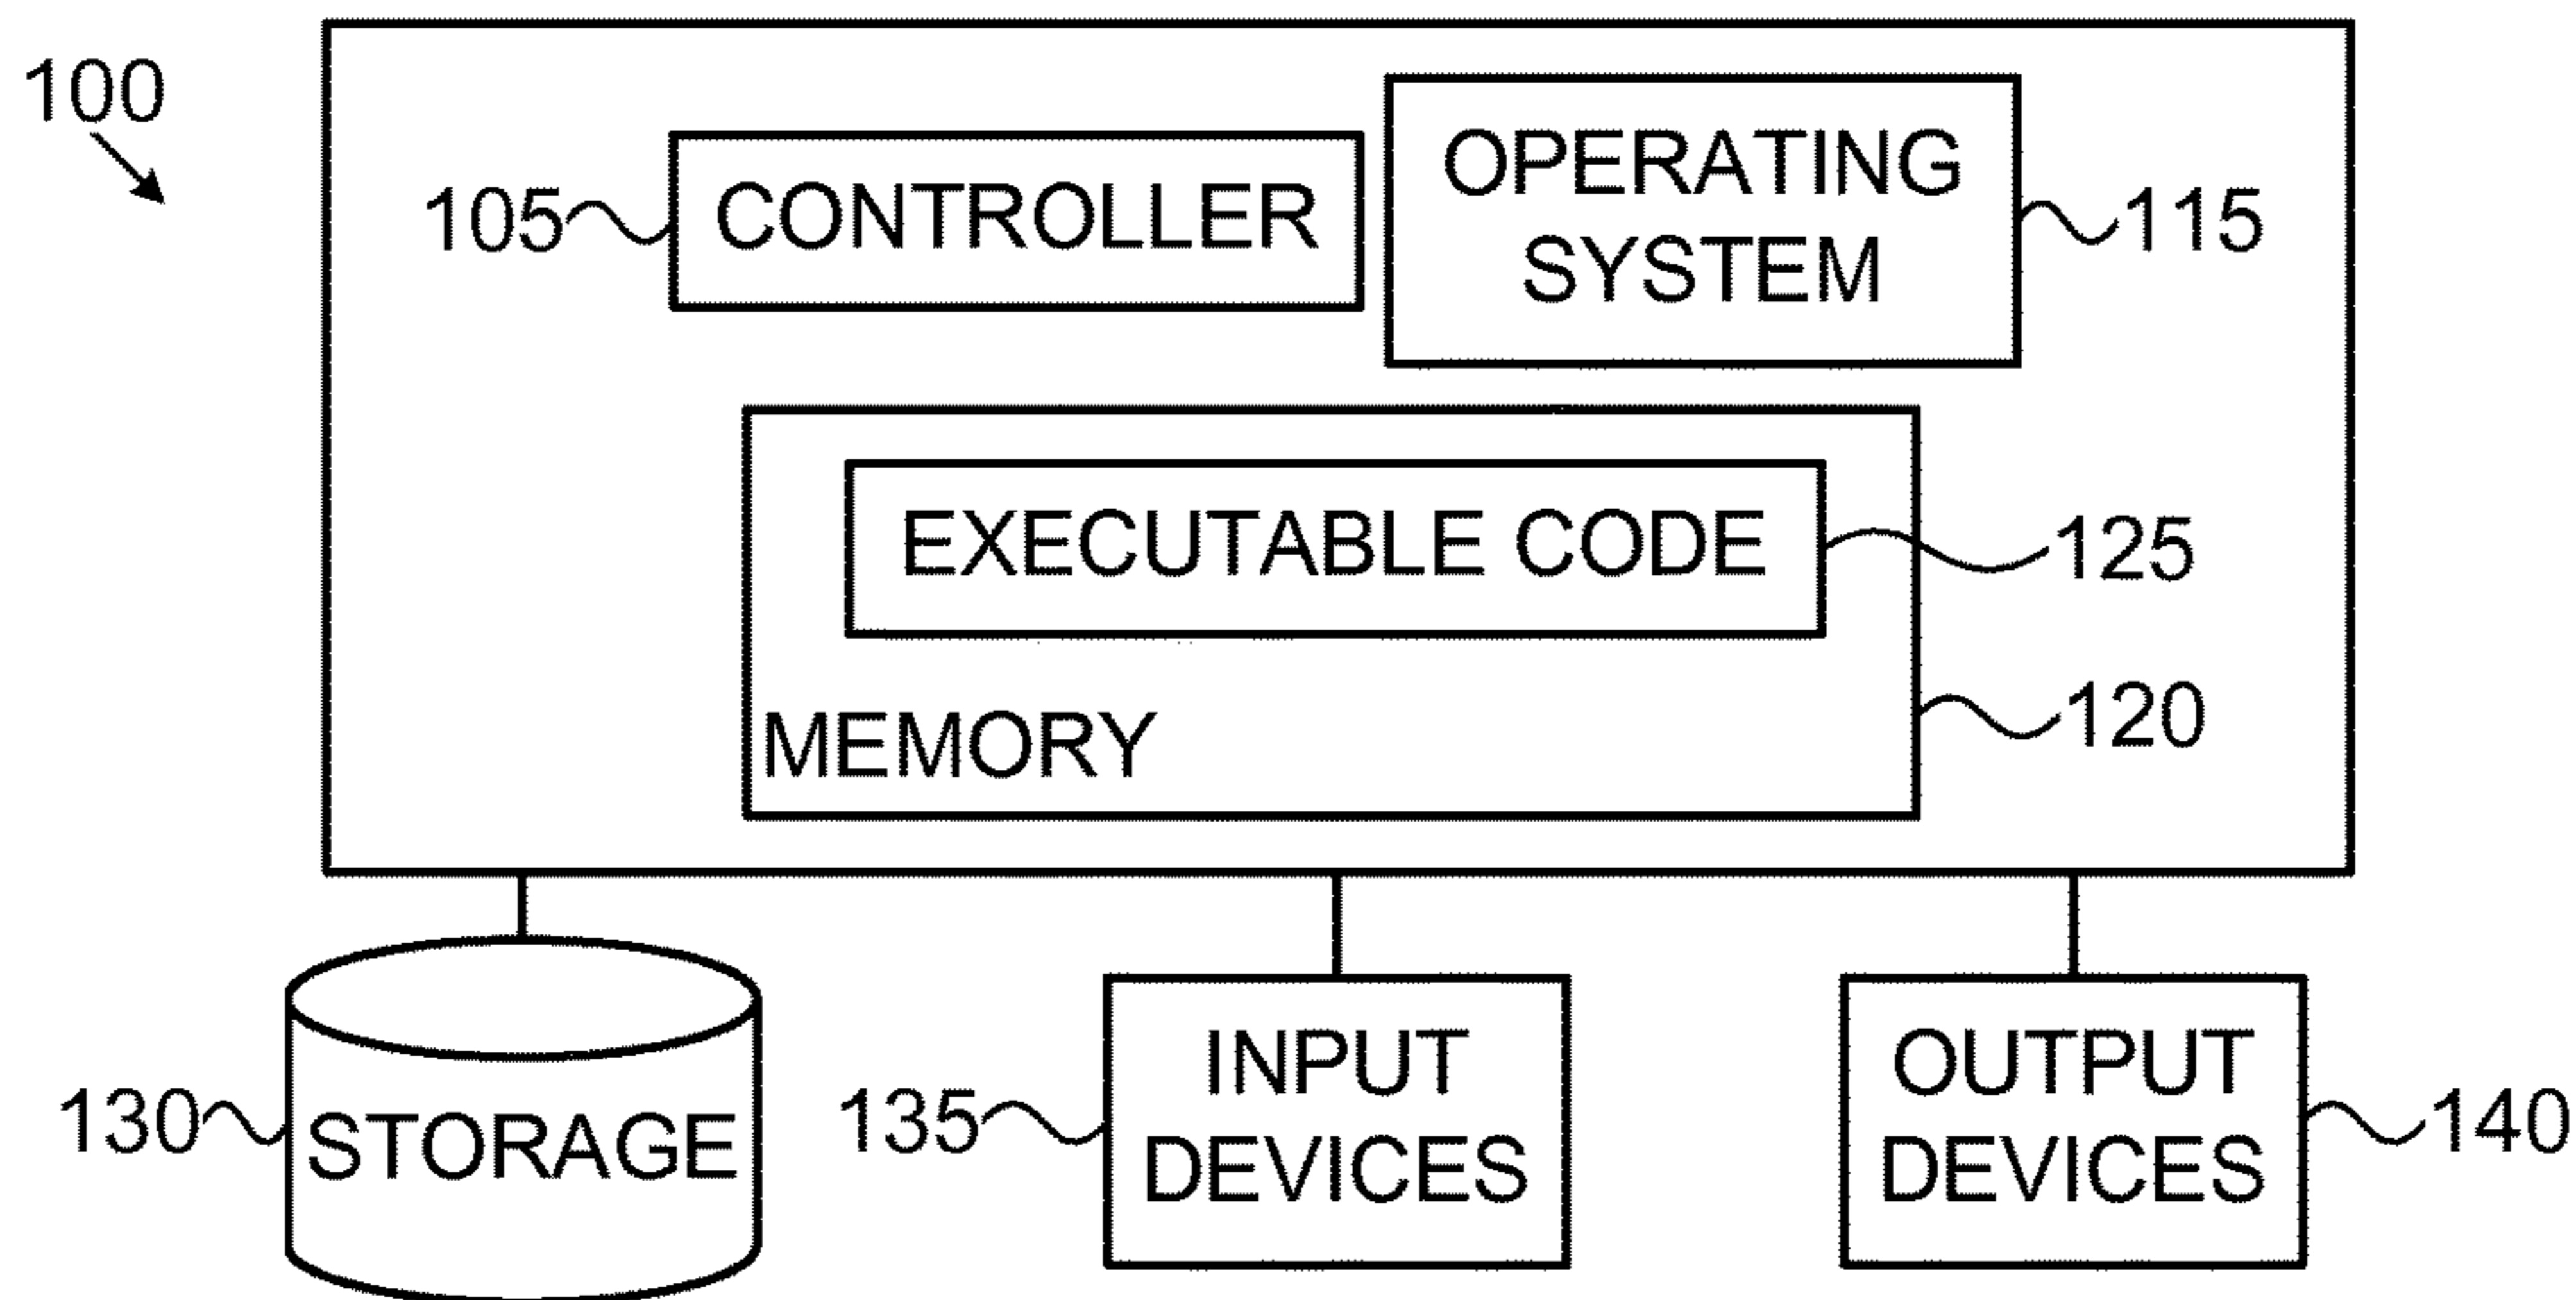 100
105
CONTROLLER
OPERATING
SYSTEM
115
EXECUTABLE CODE
125
MEMORY
120
130
STORAGE
135
INPUT
DEVICES
OUTPUT
DEVICES
140